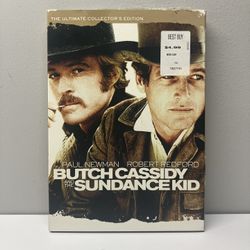 THE ULTIMATE COLLECTOR'S EDITION
BEST BUY
$4.99
PAUL NEWMAN ROBERT REDFORD
BUTCH CASSIDY
AND THE
SUNDANCE KID